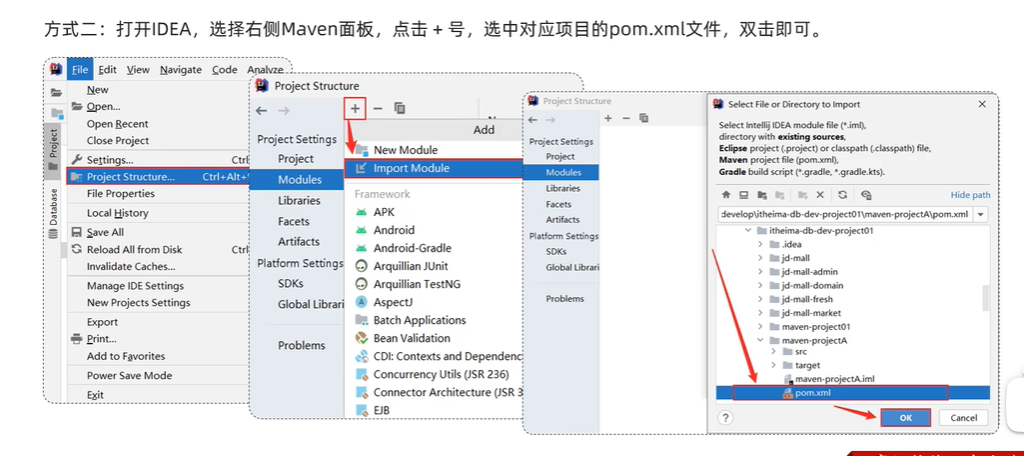 方式二：打开IDEA，选择右侧Maven面板，点击 + 号，选中对应项目的pom.xml文件，双击即可。
File Edit View Navigate Code Analyze
New
Open...
Open Recent
Close Project
Settings... Ctrl
Project Structure... Ctrl+Alt+
File Properties
Local History
Save All
Reload All from Disk Ctrl
Invalidate Caches...
Manage IDE Settings
New Projects Settings
Export
Print...
Add to Favorites
Power Save Mode
Exit
Project
Database
Project Structure
Project Settings
Project
Modules
Libraries
Facets
Artifacts
Platform Settings
SDKs
Global Librari
Problems
Add
New Module
Import Module
Framework
APK
Android
Android-Gradle
Arquillian JUnit
Arquillian TestNG
AspectJ
Batch Applications
Bean Validation
CDI: Contexts and Dependenc
Concurrency Utils (JSR 236)
Connector Architecture (JSR 3
EJB
Project Structure
Project Settings
Project
Modules
Libraries
Facets
Artifacts
Platform Settings
SDKs
Global Librari
Problems
Select File or Directory to Import
Select Intellij IDEA module file (*.iml),
directory with existing sources,
Eclipse project (.project) or classpath (.classpath) file,
Maven project file (pom.xml),
Gradle build script (*.gradle, *.gradle.kts).
Hide path
develop\itheima-db-dev-project01\maven-projectA\pom.xml
itheima-db-dev-project01
.idea
jd-mall
jd-mall-admin
jd-mall-domain
jd-mall-fresh
jd-mall-market
maven-project01
maven-projectA
src
target
maven-projectA.iml
pom.xml
? OK Cancel